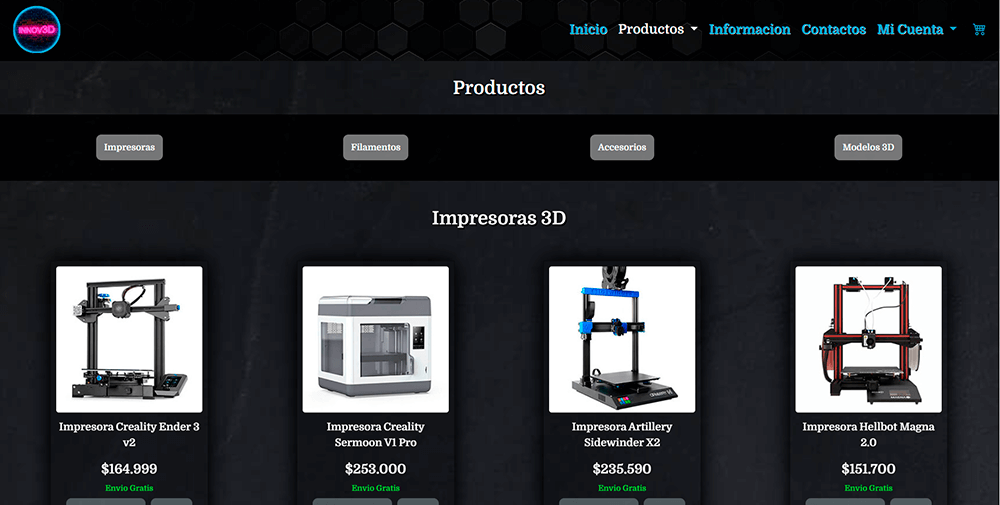 INNOV3D
Inicio Productos Informacion Contactos Mi Cuenta
Productos
Impresoras Filamentos Accesorios Modelos 3D
Impresoras 3D
Impresora Creality Ender 3
v2
$164.999
Envio Gratis
Impresora Creality
Sermoon V1 Pro
$253.000
Envio Gratis
Impresora Artillery
Sidewinder X2
$235.590
Envio Gratis
Impresora Hellbot Magna
2.0
$151.700
Envio Gratis